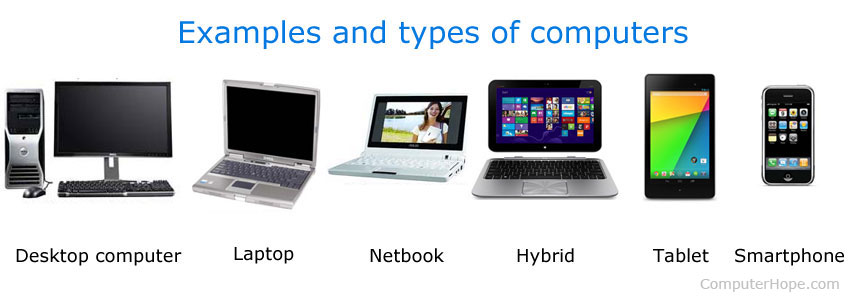 Examples and types of computers
Desktop computer
Laptop
Netbook
Hybrid
Tablet
Smartphone
ComputerHope.com